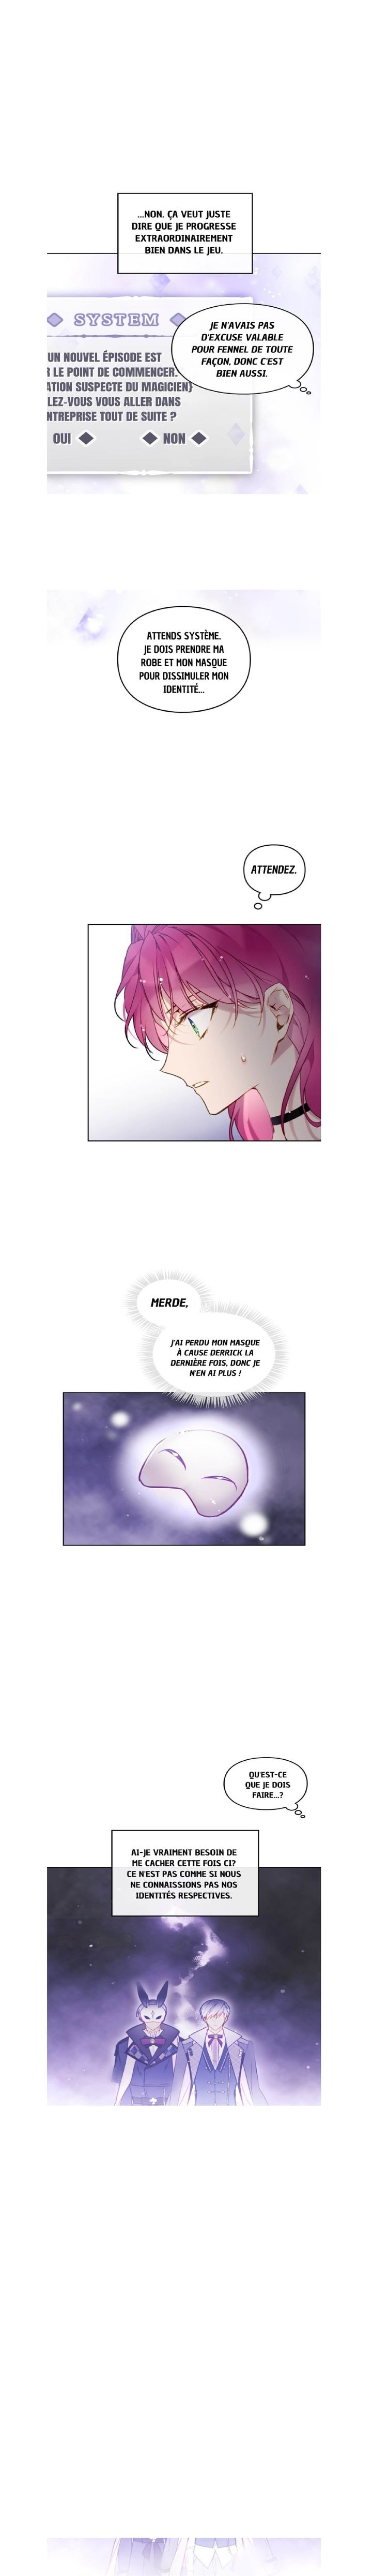 ...NON. ÇA VEUT JUSTE
DIRE QUE JE PROGRESSE
EXTRAORDINAIREMENT
BIEN DANS LE JEU.
SYSTEM
UN NOUVEL ÉPISODE EST
R LE POINT DE COMMENCER.
ATION SUSPECTE DU MAGICIEN}
LEZ-VOUS VOUS ALLER DANS
NTREPRISE TOUT DE SUITE ?
OUI
NON
JE N'AVAIS PAS
D'EXCUSE VALABLE
POUR FENNEL DE TOUTE
FAÇON, DONC C'EST
BIEN AUSSI.
ATTENDS SYSTÈME.
JE DOIS PRENDRE MA
ROBE ET MON MASQUE
POUR DISSIMULER MON
IDENTITÉ...
ATTENDEZ.
MERDE,
J'AI PERDU MON MASQUE
À CAUSE DERRICK LA
DERNIÈRE FOIS, DONC JE
N'EN AI PLUS !
QU'EST-CE
QUE JE DOIS
FAIRE...?
AI-JE VRAIMENT BESOIN DE
ME CACHER CETTE FOIS CI?
CE N'EST PAS COMME SI NOUS
NE CONNAISSIONS PAS NOS
IDENTITÉS RESPECTIVES.